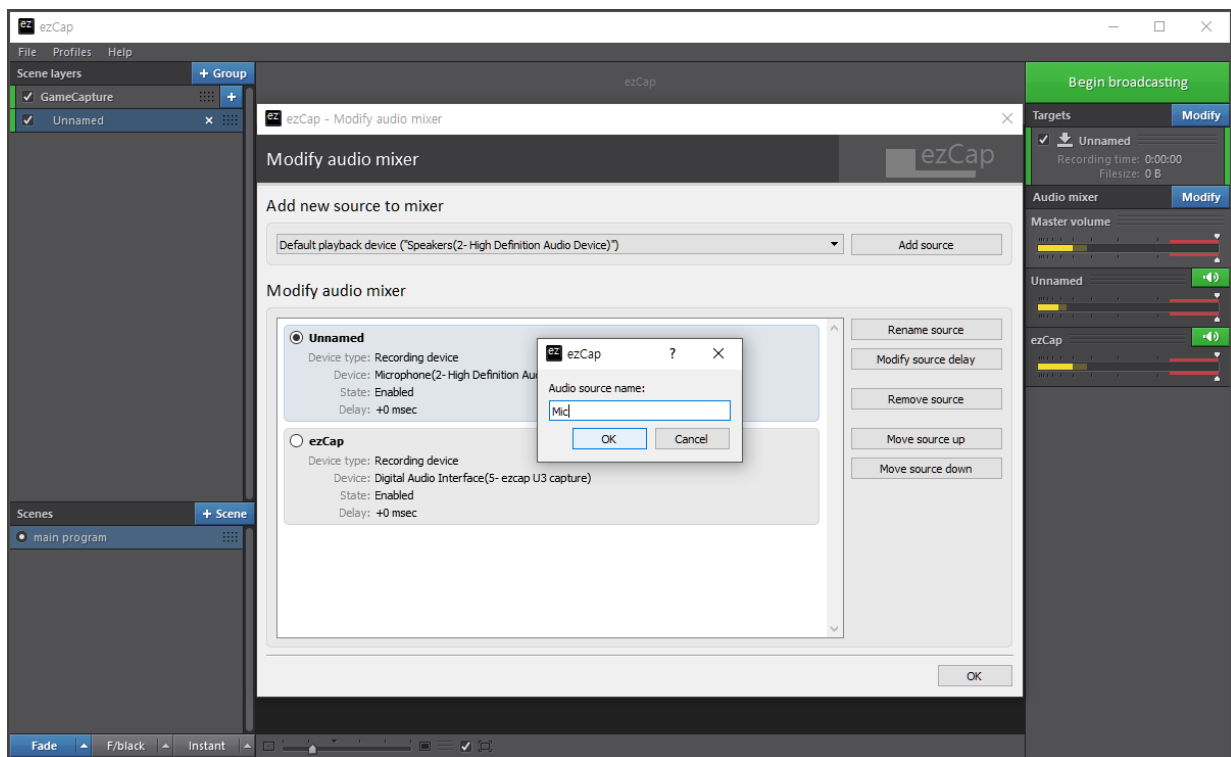 ez ezCap
File Profiles Help
Scene layers + Group
GameCapture +
Unnamed
ezCap
Begin broadcasting
Targets Modify
Unnamed
Recording time: 0:00:00
Filesize: 0 B
Audio mixer Modify
Master volume
Unnamed
ezCap
ez ezCap - Modify audio mixer
Modify audio mixer
ezCap
Add new source to mixer
Default playback device ("Speakers(2- High Definition Audio Device)")
Add source
Modify audio mixer
Unnamed
Device type: Recording device
Device: Microphone(2- High Definition Au
State: Enabled
Delay: +0 msec
ezCap
Device type: Recording device
Device: Digital Audio Interface(5- ezcap U3 capture)
State: Enabled
Delay: +0 msec
Rename source
Modify source delay
Remove source
Move source up
Move source down
ez ezCap ?
Audio source name:
Mic
OK Cancel
OK
Scenes + Scene
main program
Fade F/black Instant